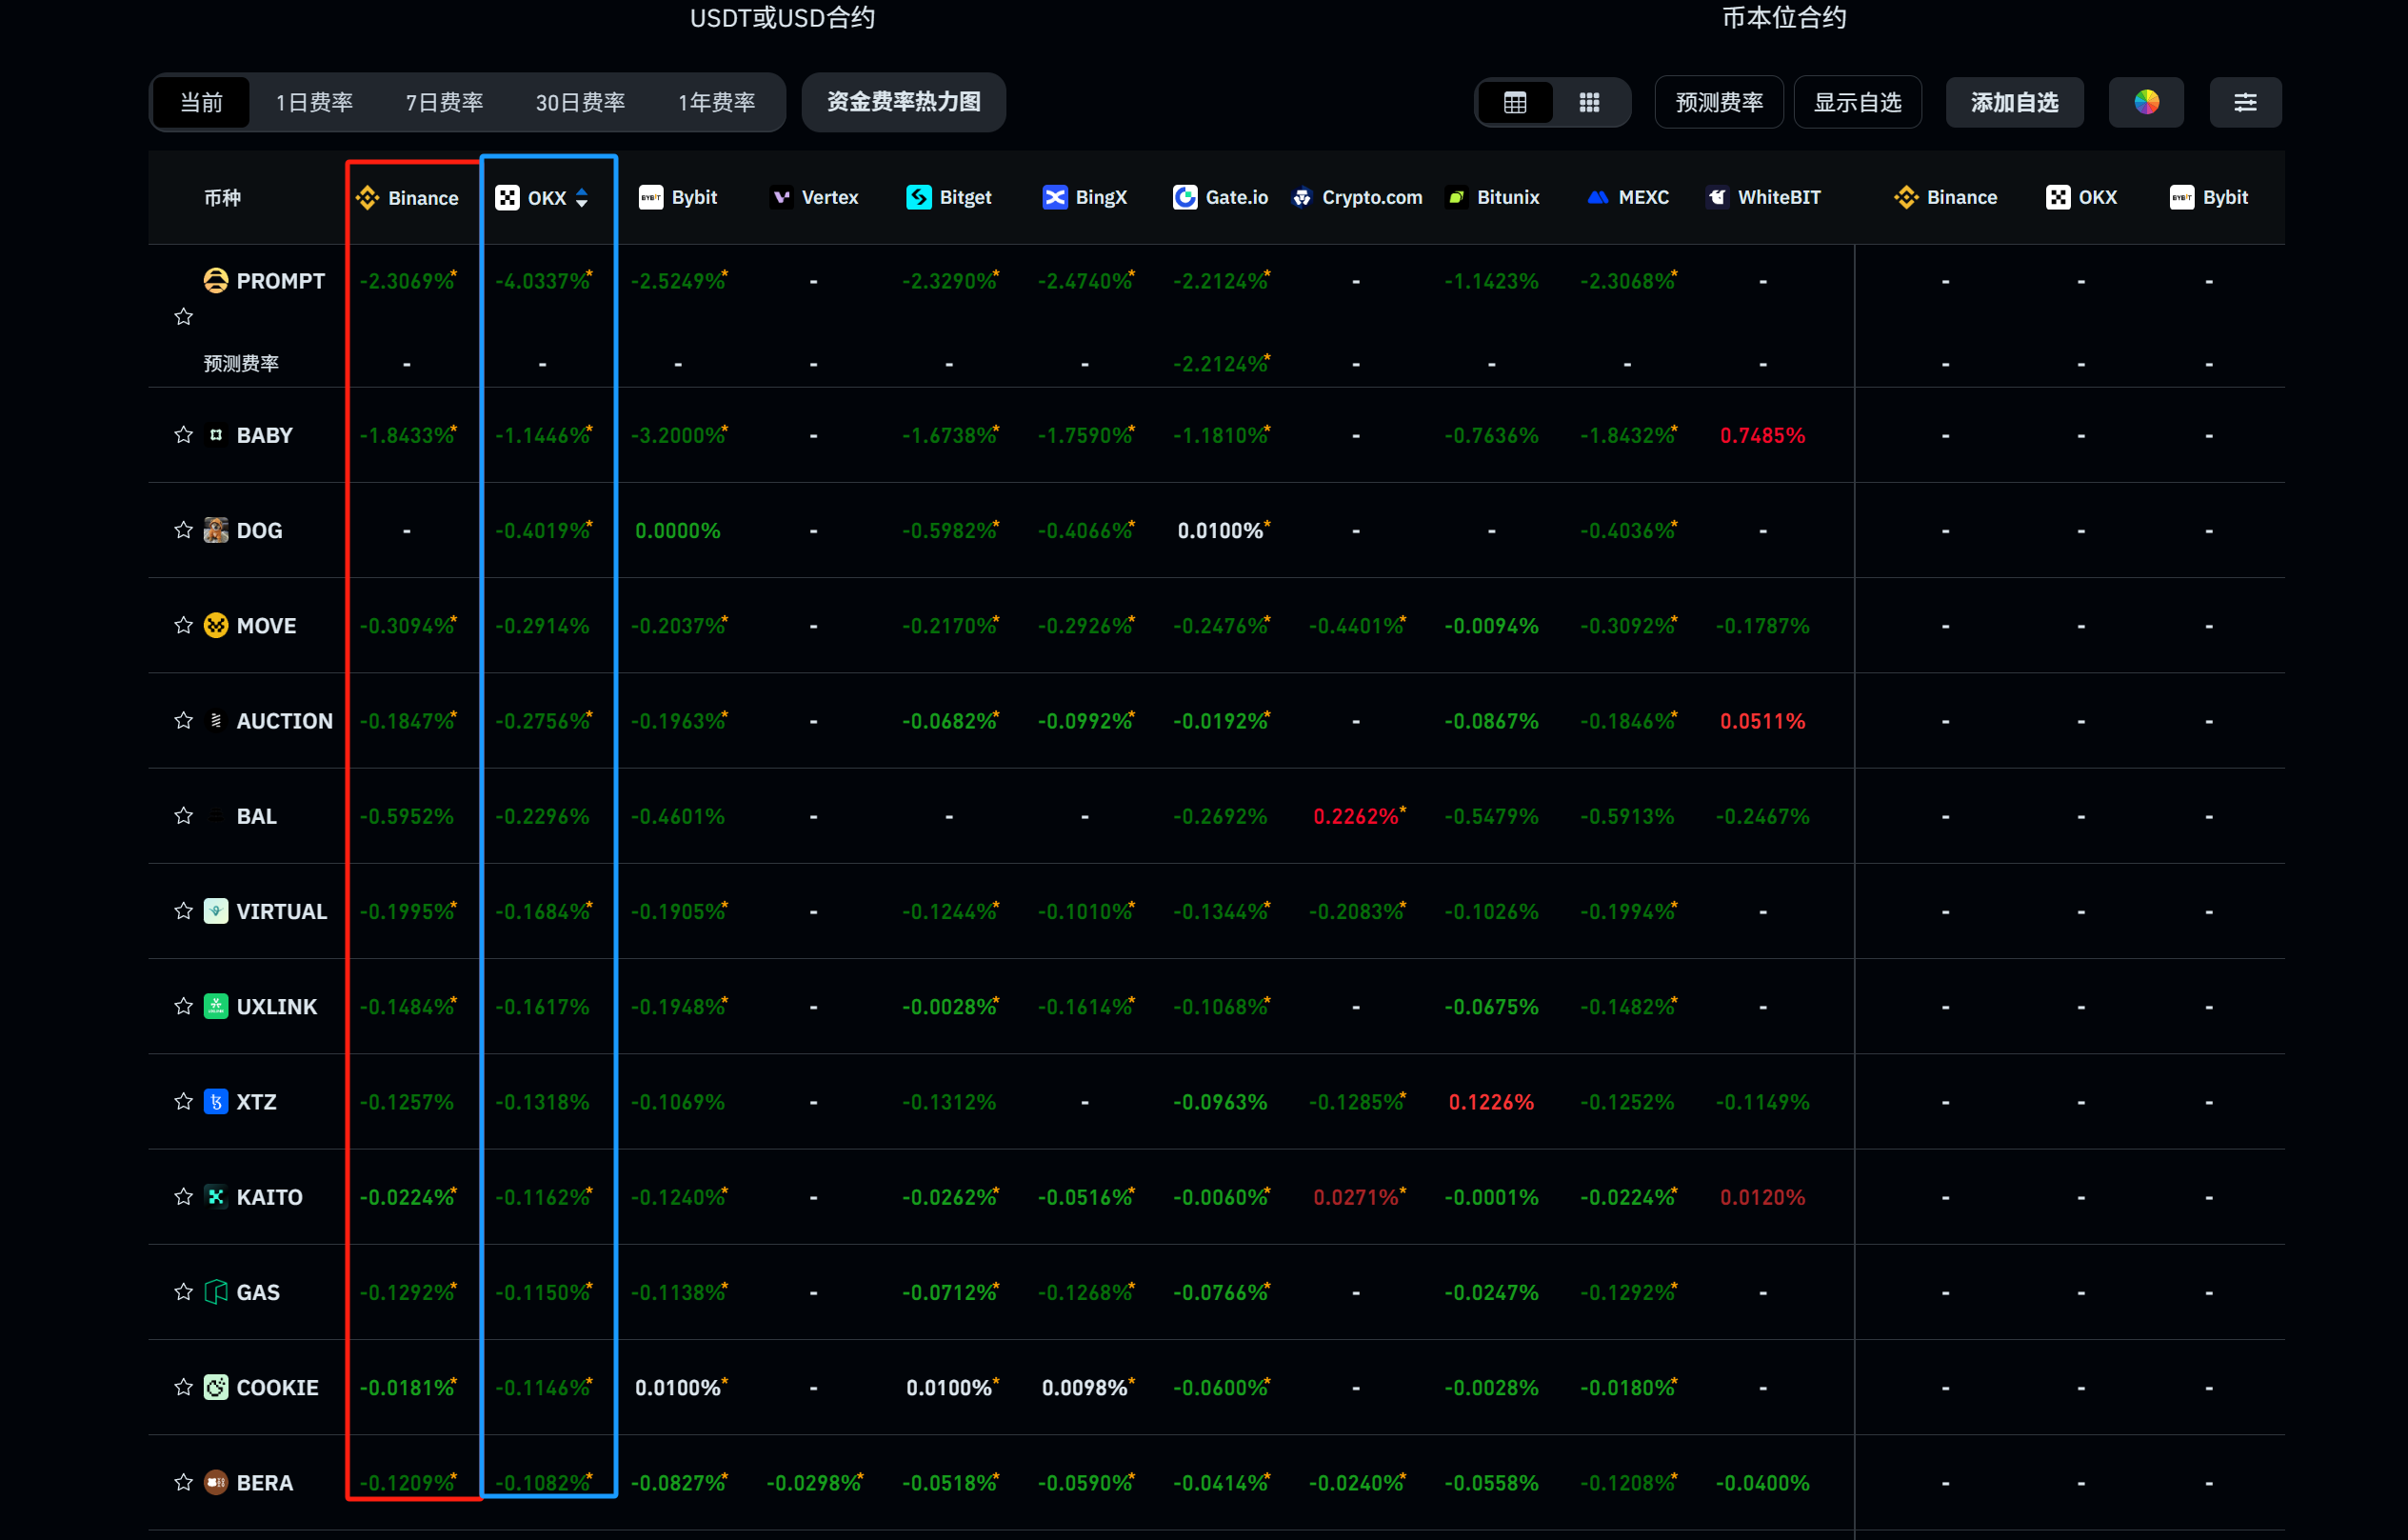 USDT或USD合约 币本位合约
当前 1日费率 7日费率 30日费率 1年费率 资金费率热力图 预测费率 显示自选 添加自选
币种 Binance OKX Bybit Vertex Bitget BingX Gate.io Crypto.com Bitunix MEXC WhiteBIT Binance OKX Bybit
PROMPT -2.3069%* -4.0337%* -2.5249%* - -2.3290%* -2.4740%* -2.2124%* - -1.1423% -2.3068%* - - - -
预测费率 - - - - - - -2.2124%* - - - - - - -
BABY -1.8433%* -1.1446%* -3.2000%* - -1.6738%* -1.7590%* -1.1810%* - -0.7636% -1.8432%* 0.7485% - - -
DOG - -0.4019%* 0.0000% - -0.5982%* -0.4066%* 0.0100%* - - -0.4036%* - - - -
MOVE -0.3094%* -0.2914% -0.2037%* - -0.2170%* -0.2926%* -0.2476%* -0.4401%* -0.0094% -0.3092%* -0.1787% - - -
AUCTION -0.1847%* -0.2756%* -0.1963%* - -0.0682%* -0.0992%* -0.0192%* - -0.0867% -0.1846%* 0.0511% - - -
BAL -0.5952% -0.2296% -0.4601% - - - -0.2692% 0.2262%* -0.5479% -0.5913% -0.2467% - - -
VIRTUAL -0.1995%* -0.1684%* -0.1905%* - -0.1244%* -0.1010%* -0.1344%* -0.2083%* -0.1026% -0.1994%* - - - -
UXLINK -0.1484%* -0.1617% -0.1948%* - -0.0028%* -0.1614%* -0.1068%* - -0.0675% -0.1482%* - - - -
XTZ -0.1257% -0.1318% -0.1069% - -0.1312% - -0.0963% -0.1285%* 0.1226% -0.1252% -0.1149% - - -
KAITO -0.0224%* -0.1162%* -0.1240%* - -0.0262%* -0.0516%* -0.0060%* 0.0271%* -0.0001% -0.0224%* 0.0120% - - -
GAS -0.1292%* -0.1150%* -0.1138%* - -0.0712%* -0.1268%* -0.0766%* - -0.0247% -0.1292%* - - - -
COOKIE -0.0181%* -0.1146%* 0.0100%* - 0.0100%* 0.0098%* -0.0600%* - -0.0028% -0.0180%* - - - -
BERA -0.1209%* -0.1082%* -0.0827%* -0.0298%* -0.0518%* -0.0590%* -0.0414%* -0.0240%* -0.0558% -0.1208%* -0.0400% - - -